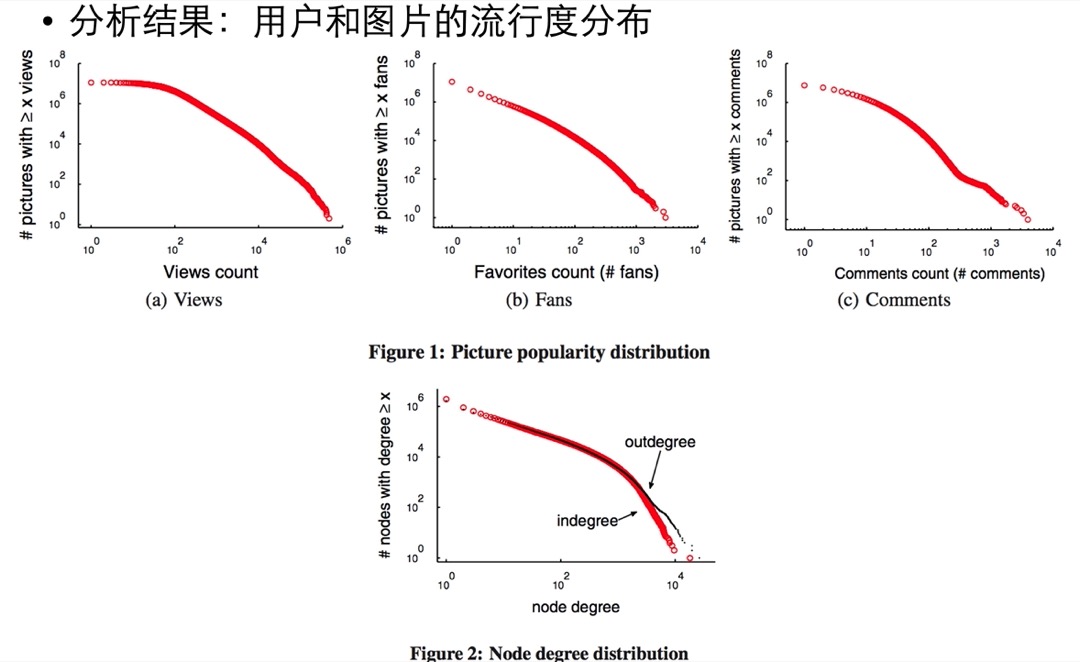 • 分析结果：用户和图片的流行度分布
# pictures with ≥ x views
10^8
10^6
10^4
10^2
10^0
10^0 10^2 10^4 10^6
Views count
(a) Views
# pictures with ≥ x fans
10^8
10^6
10^4
10^2
10^0
10^0 10^1 10^2 10^3 10^4
Favorites count (# fans)
(b) Fans
# pictures with ≥ x comments
10^8
10^6
10^4
10^2
10^0
10^0 10^1 10^2 10^3 10^4
Comments count (# comments)
(c) Comments
Figure 1: Picture popularity distribution
# nodes with degree ≥ x
10^6
10^4
10^2
10^0
outdegree
indegree
10^0 10^2 10^4
node degree
Figure 2: Node degree distribution